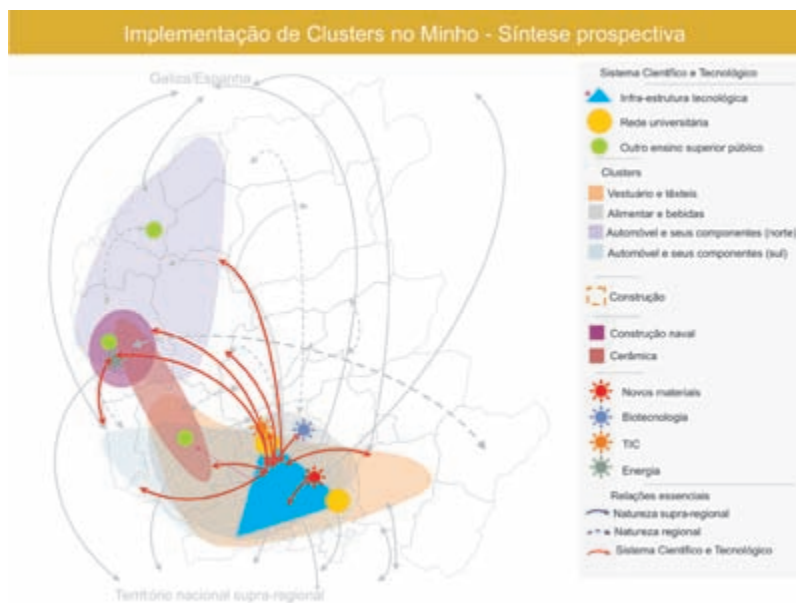 Implementação de Clusters no Minho - Síntese prospectiva
Galiza/Espanha
Território nacional supra-regional
Sistema Científico e Tecnológico
Infra-estrutura tecnológica
Rede universitária
Outro ensino superior público
Clusters
Vestuário e têxteis
Alimentar e bebidas
Automóvel e seus componentes (norte)
Automóvel e seus componentes (sul)
Construção
Construção naval
Cerâmica
Novos materiais
Biotecnologia
TIC
Energia
Relações essenciais
Natureza supra-regional
Natureza regional
Sistema Científico e Tecnológico